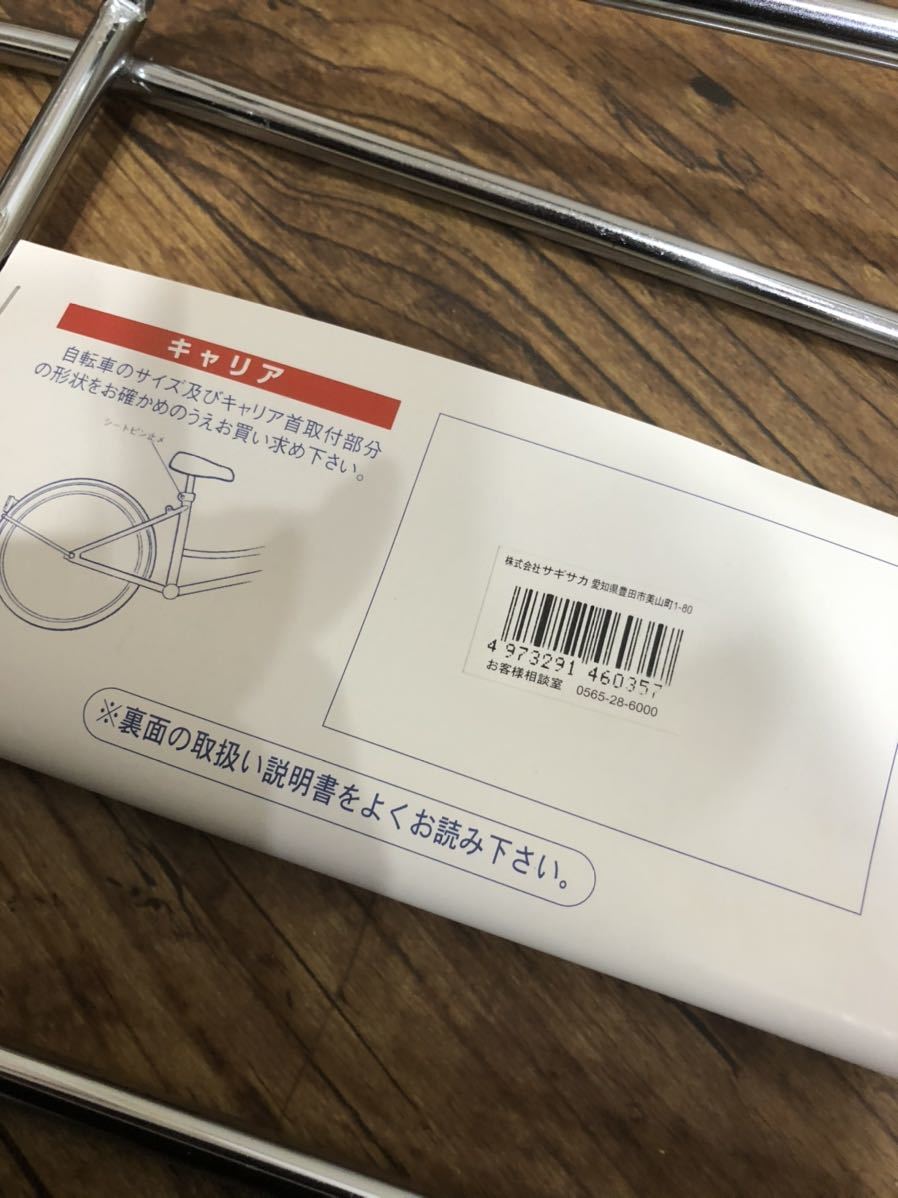 キャリア
自転車のサイズ及びキャリア首取付部分
の形状をお確かめのうえお買い求め下さい。
シートピン止メ
株式会社サギサカ 愛知県豊田市美山町1-80
4 973291 460357
お客様相談室 0565-28-6000
※裏面の取扱い説明書をよくお読み下さい。